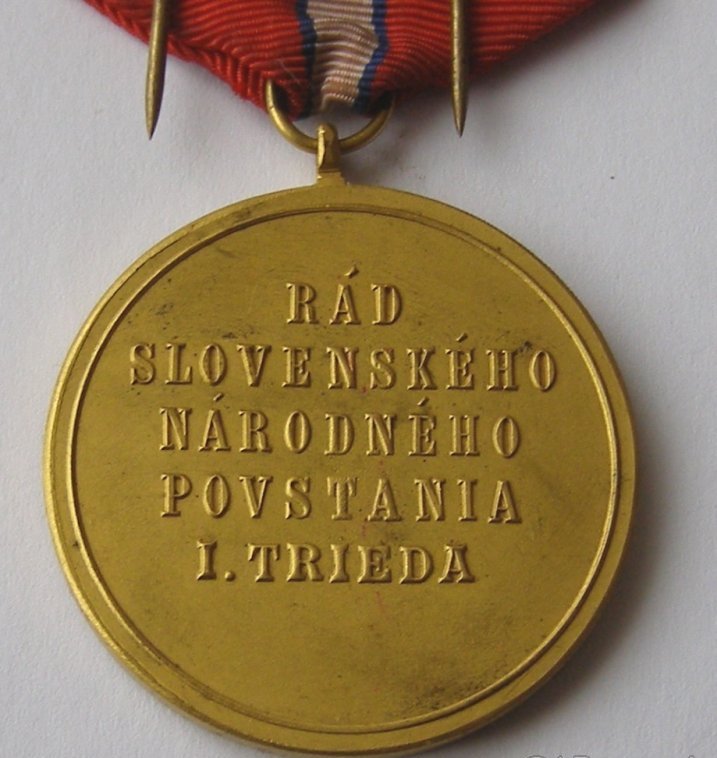 RÁD
SLOVENSKÉHO
NÁRODNÉHO
POVSTANIA
I. TRIEDA